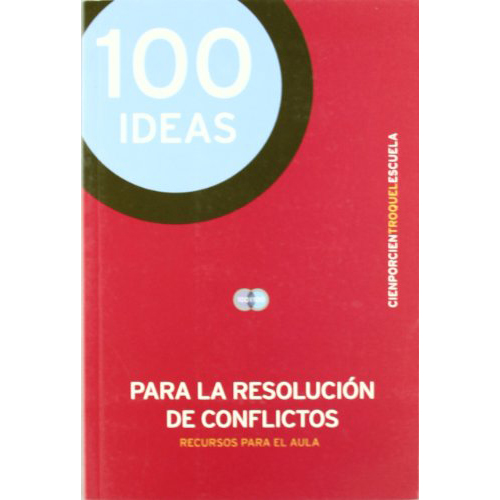 100
IDEAS
CIENPORCIENTROQUELESCUELA
PARA LA RESOLUCIÓN
DE CONFLICTOS
RECURSOS PARA EL AULA